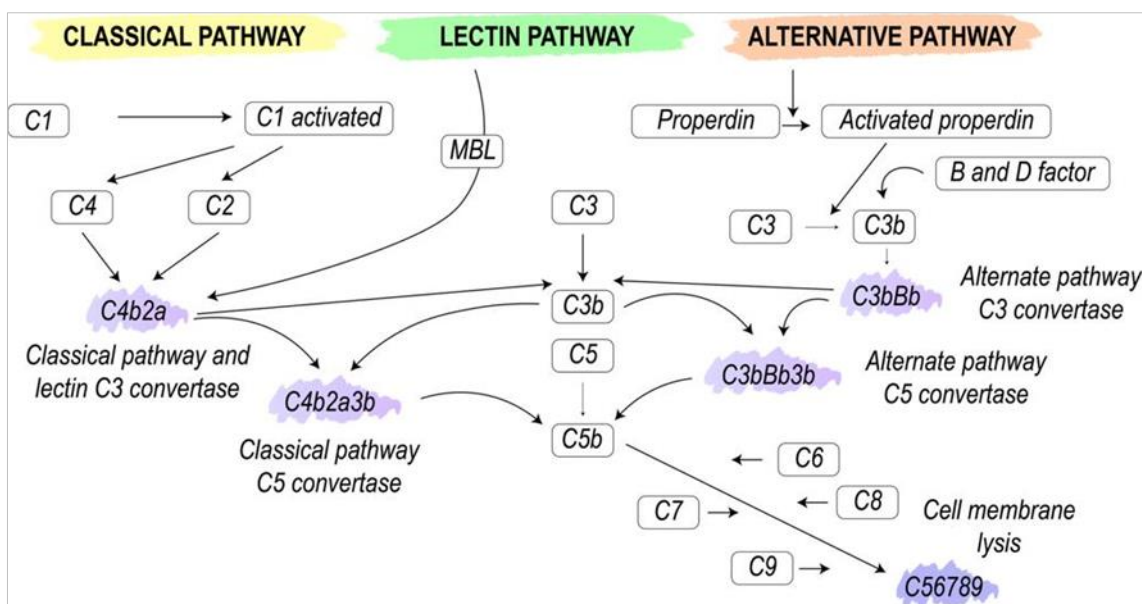 CLASSICAL PATHWAY
LECTIN PATHWAY
ALTERNATIVE PATHWAY
C1
C1 activated
MBL
Properdin
Activated properdin
B and D factor
C4
C2
C3
C3
C3b
C4b2a
C3b
C3bBb
Alternate pathway
C3 convertase
Classical pathway and
lectin C3 convertase
C5
C4b2a3b
C3bBb3b
Alternate pathway
C5 convertase
Classical pathway
C5 convertase
C5b
C6
C7
C8
C9
Cell membrane
lysis
C56789